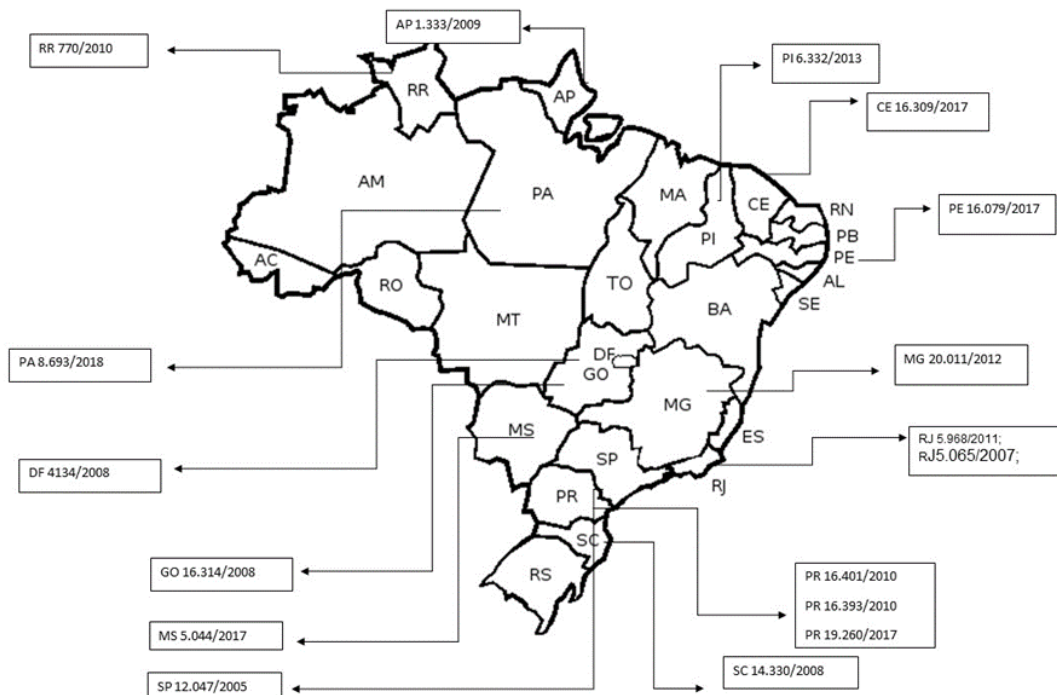 AP 1.333/2009
RR 770/2010
PI 6.332/2013
CE 16.309/2017
RR
AP
AM
PA
MA
CE
RN
PE 16.079/2017
PB
PI
PE
AC
AL
RO
TO
SE
BA
MT
PA 8.693/2018
DF
GO
MG 20.011/2012
MG
MS
ES
RJ 5.968/2011;
RJ5.065/2007;
SP
DF 4134/2008
RJ
PR
SC
GO 16.314/2008
RS
PR 16.401/2010
PR 16.393/2010
PR 19.260/2017
MS 5.044/2017
SC 14.330/2008
SP 12.047/2005